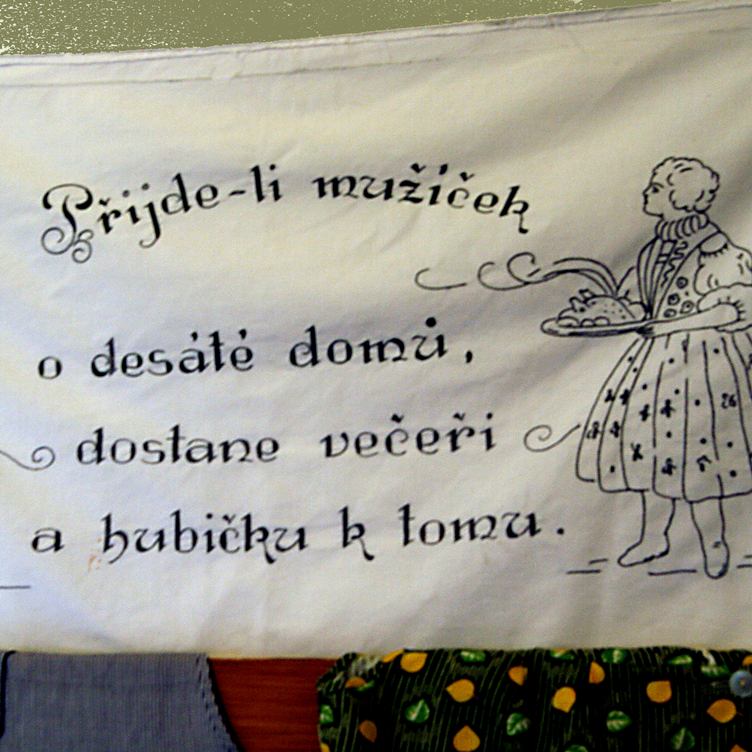 Přijde-li mužíček
o desáté domů,
dostane večeři
a hubičku k tomu.